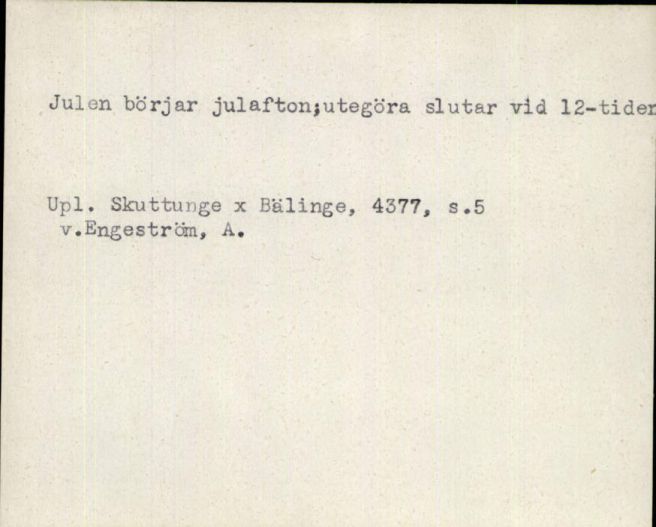 Julen börjar julafton;utegöra slutar vid 12-tiden
Upl. Skuttunge x Bälinge, 4377, s.5
v.Engeström, A.